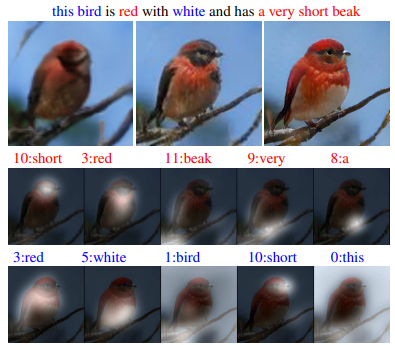 this bird is red with white and has a very short beak
10:short 3:red 11:beak 9:very 8:a
3:red 5:white 1:bird 10:short 0:this